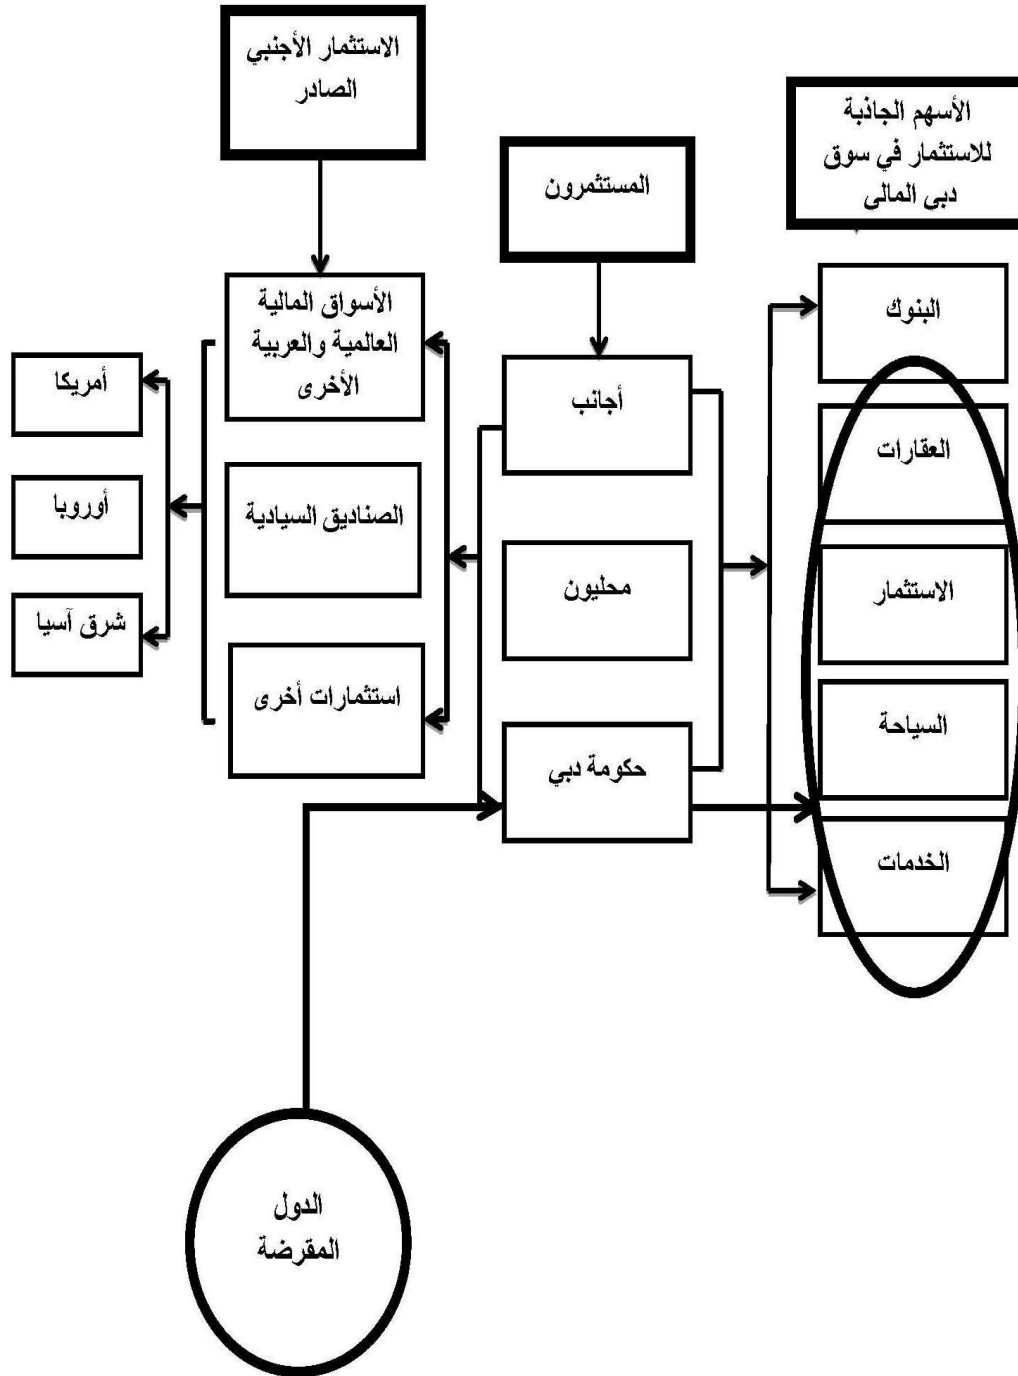 الأسهم الجاذبة
للاستثمار في سوق
دبى المالى
البنوك
العقارات
الاستثمار
السياحة
الخدمات
المستثمرون
أجانب
محليون
حكومة دبي
الاستثمار الأجنبي
الصادر
الأسواق المالية
العالمية والعربية
الأخرى
الصناديق السيادية
استثمارات أخرى
أمريكا
أوروبا
شرق آسيا
الدول
المقرضة